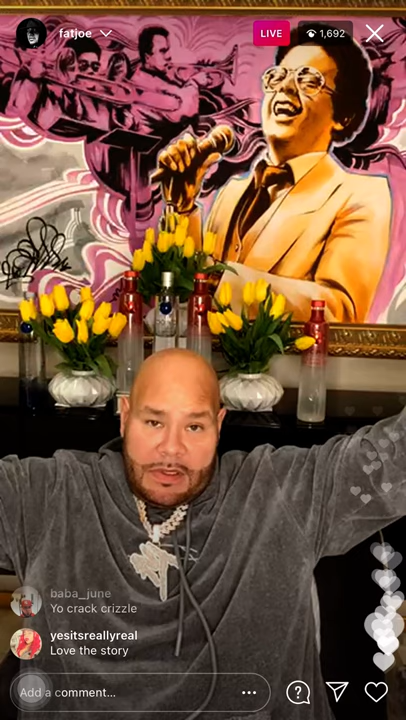 fatjoe
LIVE
1,692
baba_june
Yo crack crizzle
yesitsreallyreal
Love the story
Add a comment...